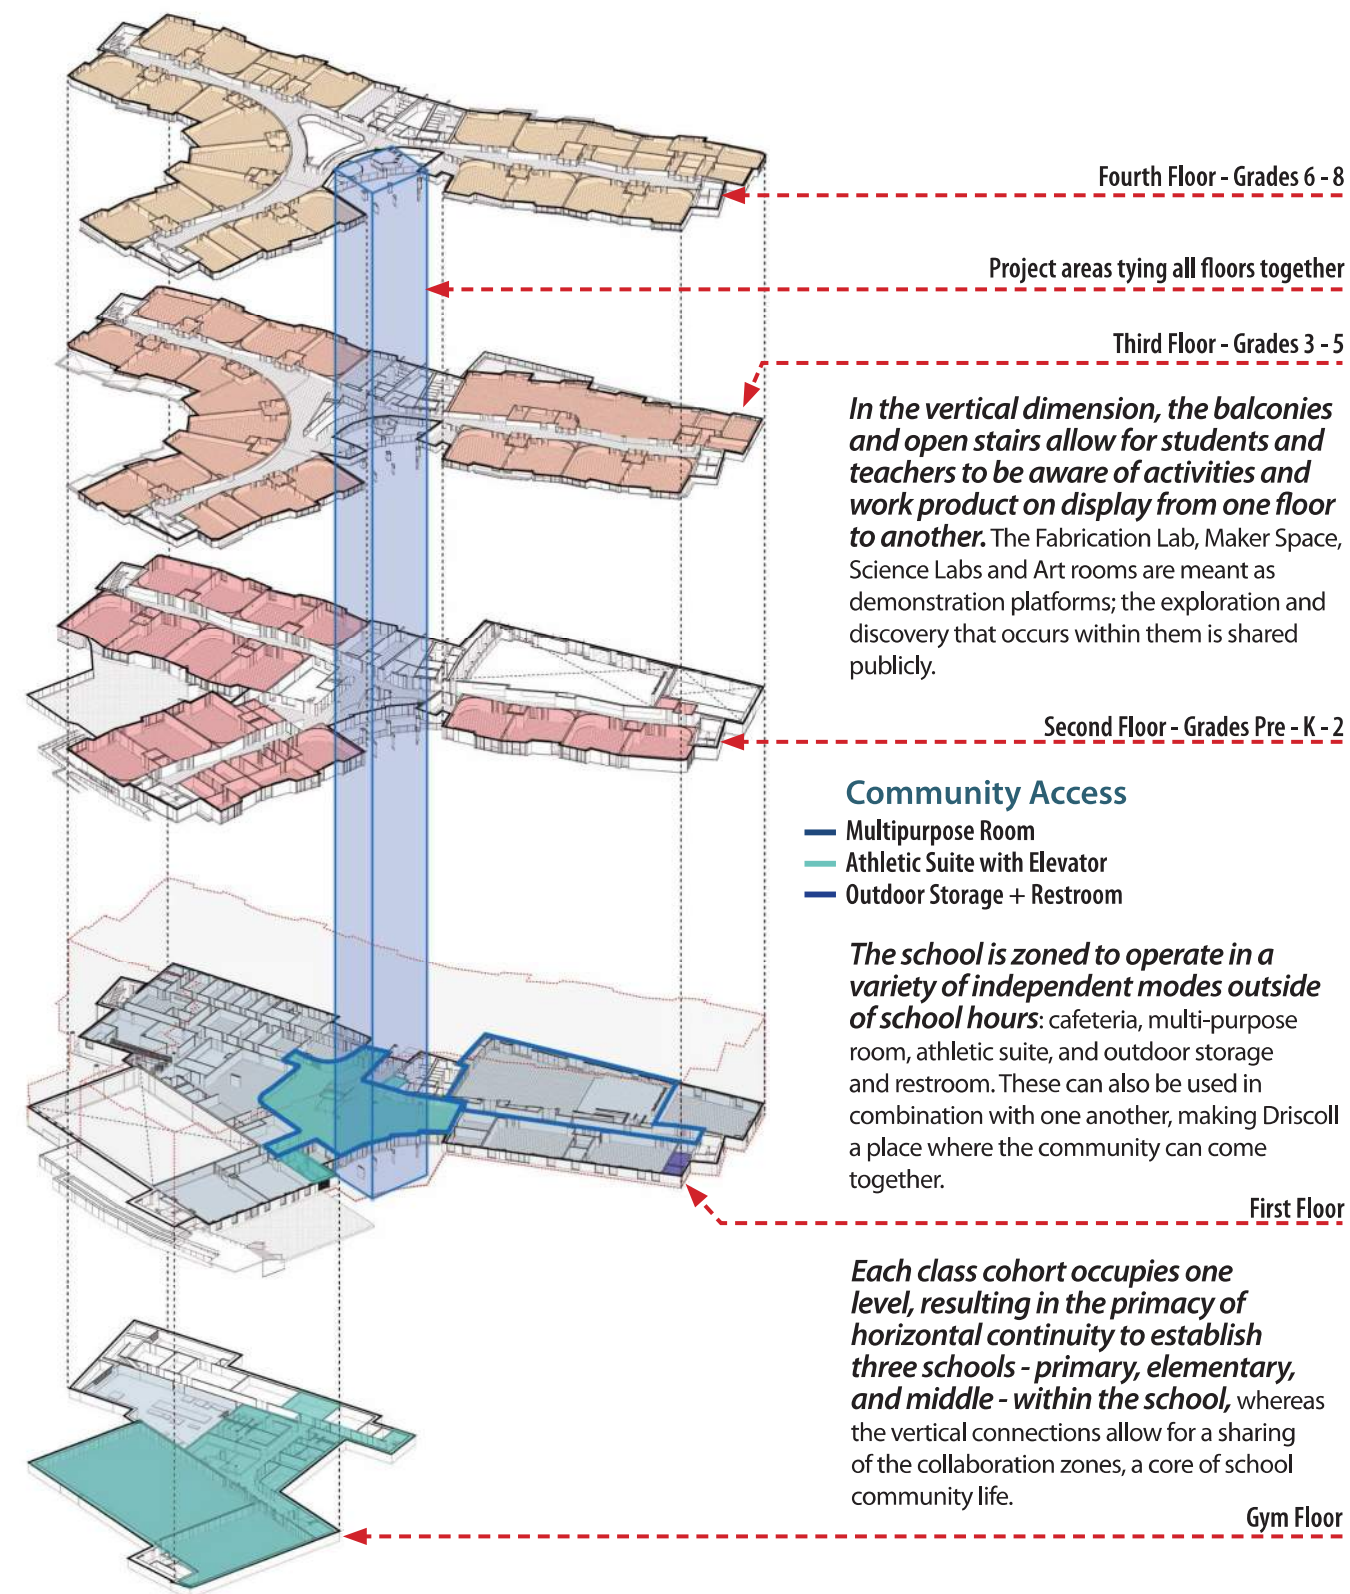 Fourth Floor - Grades 6 - 8
Project areas tying all floors together
Third Floor - Grades 3 - 5
In the vertical dimension, the balconies
and open stairs allow for students and
teachers to be aware of activities and
work product on display from one floor
to another. The Fabrication Lab, Maker Space,
Science Labs and Art rooms are meant as
demonstration platforms; the exploration and
discovery that occurs within them is shared
publicly.
Second Floor - Grades Pre - K - 2
Community Access
Multipurpose Room
Athletic Suite with Elevator
Outdoor Storage + Restroom
The school is zoned to operate in a
variety of independent modes outside
of school hours: cafeteria, multi-purpose
room, athletic suite, and outdoor storage
and restroom. These can also be used in
combination with one another, making Driscoll
a place where the community can come
together.
First Floor
Each class cohort occupies one
level, resulting in the primacy of
horizontal continuity to establish
three schools - primary, elementary,
and middle - within the school, whereas
the vertical connections allow for a sharing
of the collaboration zones, a core of school
community life.
Gym Floor